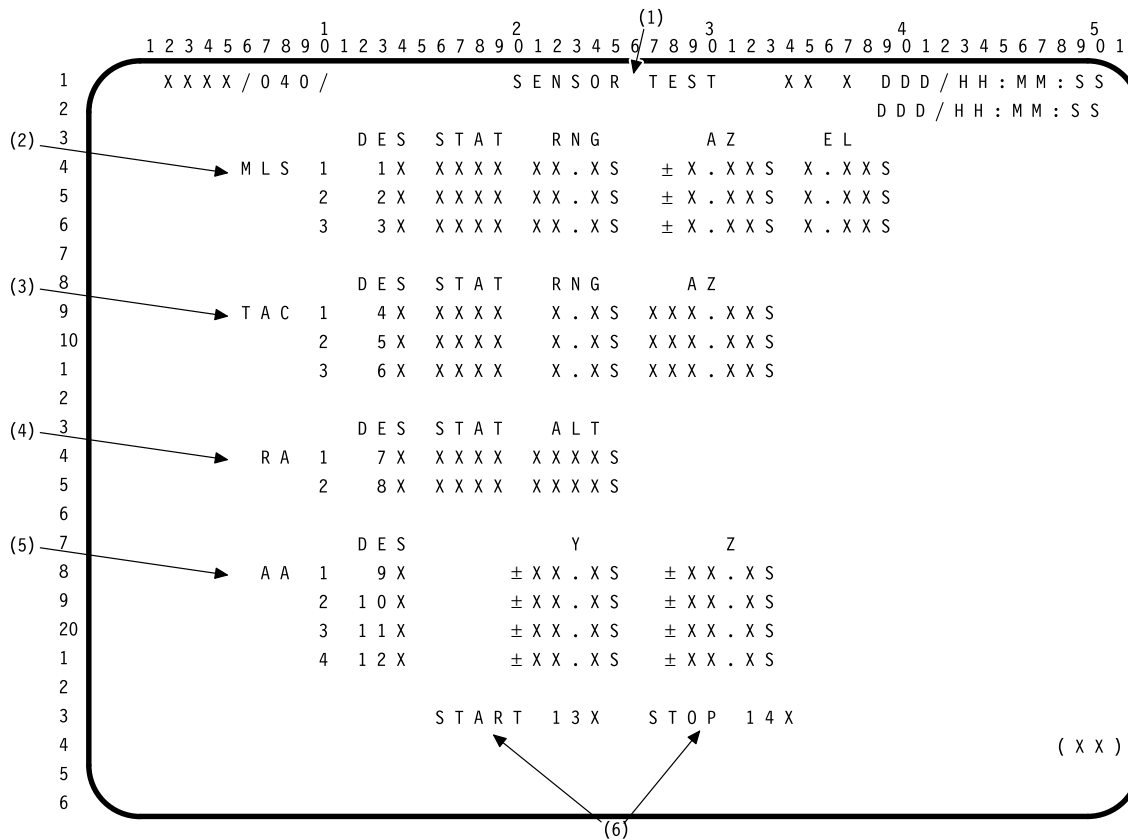 (1)
1 2 3 4 5
1 2 3 4 5 6 7 8 9 0 1 2 3 4 5 6 7 8 9 0 1 2 3 4 5 6 7 8 9 0 1 2 3 4 5 6 7 8 9 0 1 2 3 4 5 6 7 8 9 0 1
1 XXXX/040/ SENSOR TEST XX X DDD/HH:MM:SS
2 DDD/HH:MM:SS
(2) 3 DES STAT RNG AZ EL
4 MLS 1 1X XXXX XX.XS ±X.XXS X.XXS
5 2 2X XXXX XX.XS ±X.XXS X.XXS
6 3 3X XXXX XX.XS ±X.XXS X.XXS
7
(3) 8 DES STAT RNG AZ
9 TAC 1 4X XXXX X.XS XXX.XXS
10 2 5X XXXX X.XS XXX.XXS
1 3 6X XXXX X.XS XXX.XXS
2
(4) 3 DES STAT ALT
4 RA 1 7X XXXX XXXXS
5 2 8X XXXX XXXXS
6
(5) 7 DES Y Z
8 AA 1 9X ±XX.XS ±XX.XS
9 2 10X ±XX.XS ±XX.XS
20 3 11X ±XX.XS ±XX.XS
1 4 12X ±XX.XS ±XX.XS
2
3 START 13X STOP 14X
4 (XX)
5
6
(6)